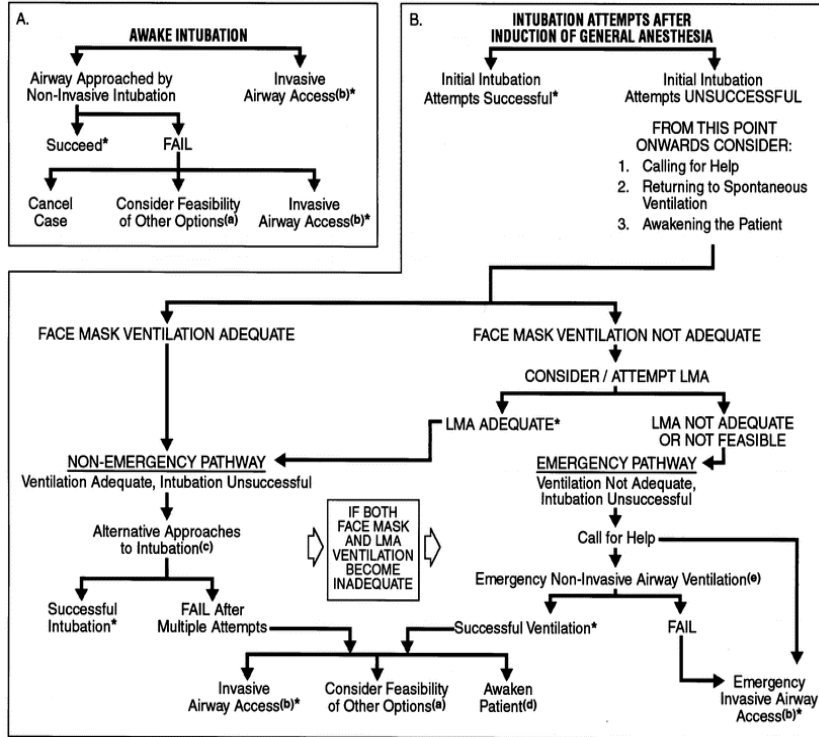 A.
AWAKE INTUBATION
Airway Approached by
Non-Invasive Intubation
Invasive
Airway Access(b)*
Succeed*
FAIL
Cancel
Case
Consider Feasibility
of Other Options(a)
Invasive
Airway Access(b)*
B.
INTUBATION ATTEMPTS AFTER
INDUCTION OF GENERAL ANESTHESIA
Initial Intubation
Attempts Successful*
Initial Intubation
Attempts UNSUCCESSFUL
FROM THIS POINT
ONWARDS CONSIDER:
1. Calling for Help
2. Returning to Spontaneous
Ventilation
3. Awakening the Patient
FACE MASK VENTILATION ADEQUATE
FACE MASK VENTILATION NOT ADEQUATE
CONSIDER / ATTEMPT LMA
LMA ADEQUATE*
LMA NOT ADEQUATE
OR NOT FEASIBLE
NON-EMERGENCY PATHWAY
Ventilation Adequate, Intubation Unsuccessful
EMERGENCY PATHWAY
Ventilation Not Adequate,
Intubation Unsuccessful
Alternative Approaches
to Intubation(c)
IF BOTH
FACE MASK
AND LMA
VENTILATION
BECOME
INADEQUATE
Call for Help
Emergency Non-Invasive Airway Ventilation(e)
Successful
Intubation*
FAIL After
Multiple Attempts
Successful Ventilation*
FAIL
Invasive
Airway Access(b)*
Consider Feasibility
of Other Options(a)
Awaken
Patient(d)
Emergency
Invasive Airway
Access(b)*